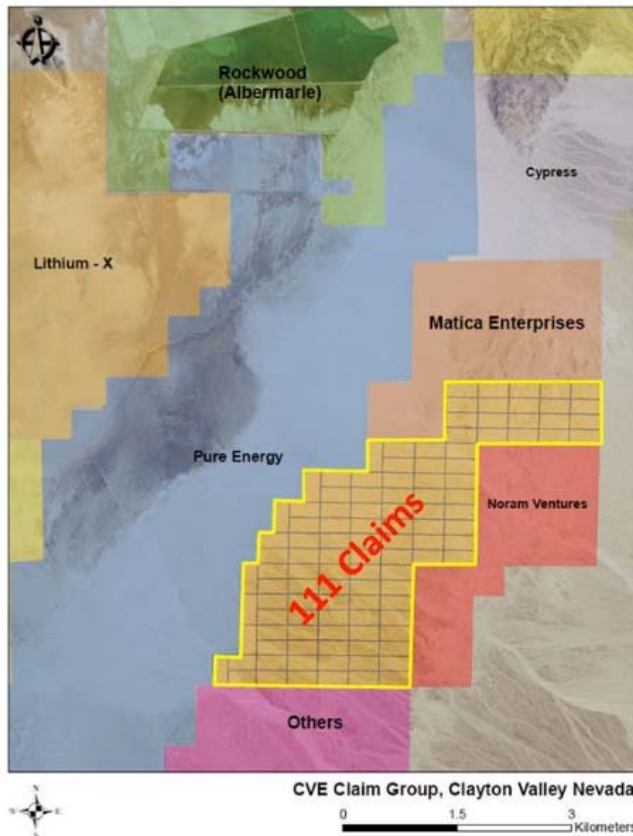 Rockwood
(Albermarle)
Cypress
Lithium - X
Matica Enterprises
Pure Energy
Noram Ventures
111 Claims
Others
CVE Claim Group, Clayton Valley Nevada
N
W
E
0 1.5 3
Kilometers